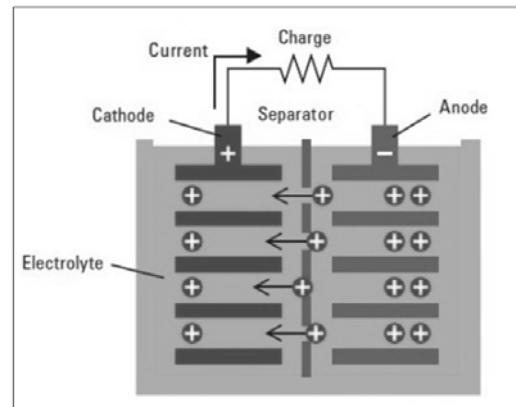 Charge
Current
Cathode
Separator
Anode
+
−
+ + + +
+ + + +
+ + + +
+ + + +
Electrolyte